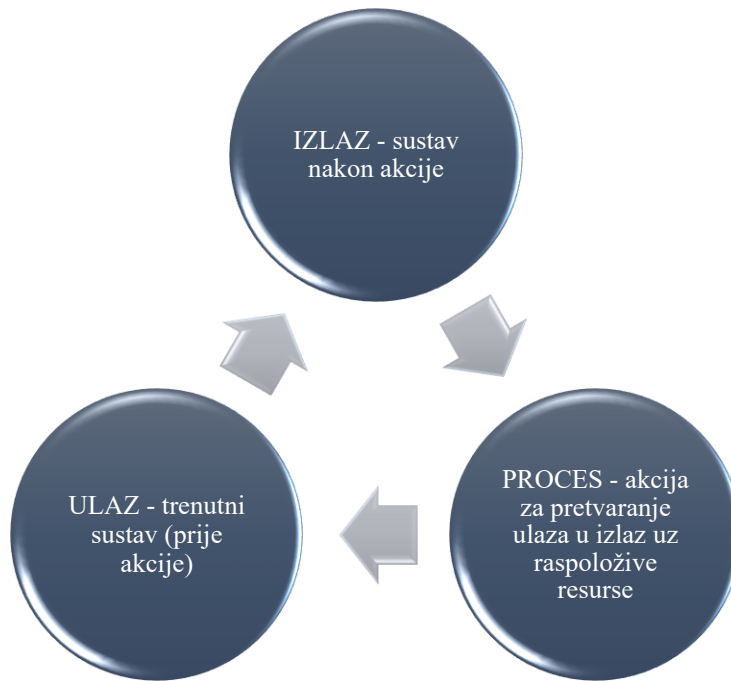 IZLAZ - sustav
nakon akcije
ULAZ - trenutni
sustav (prije
akcije)
PROCES - akcija
za pretvaranje
ulaza u izlaz uz
raspoložive
resurse